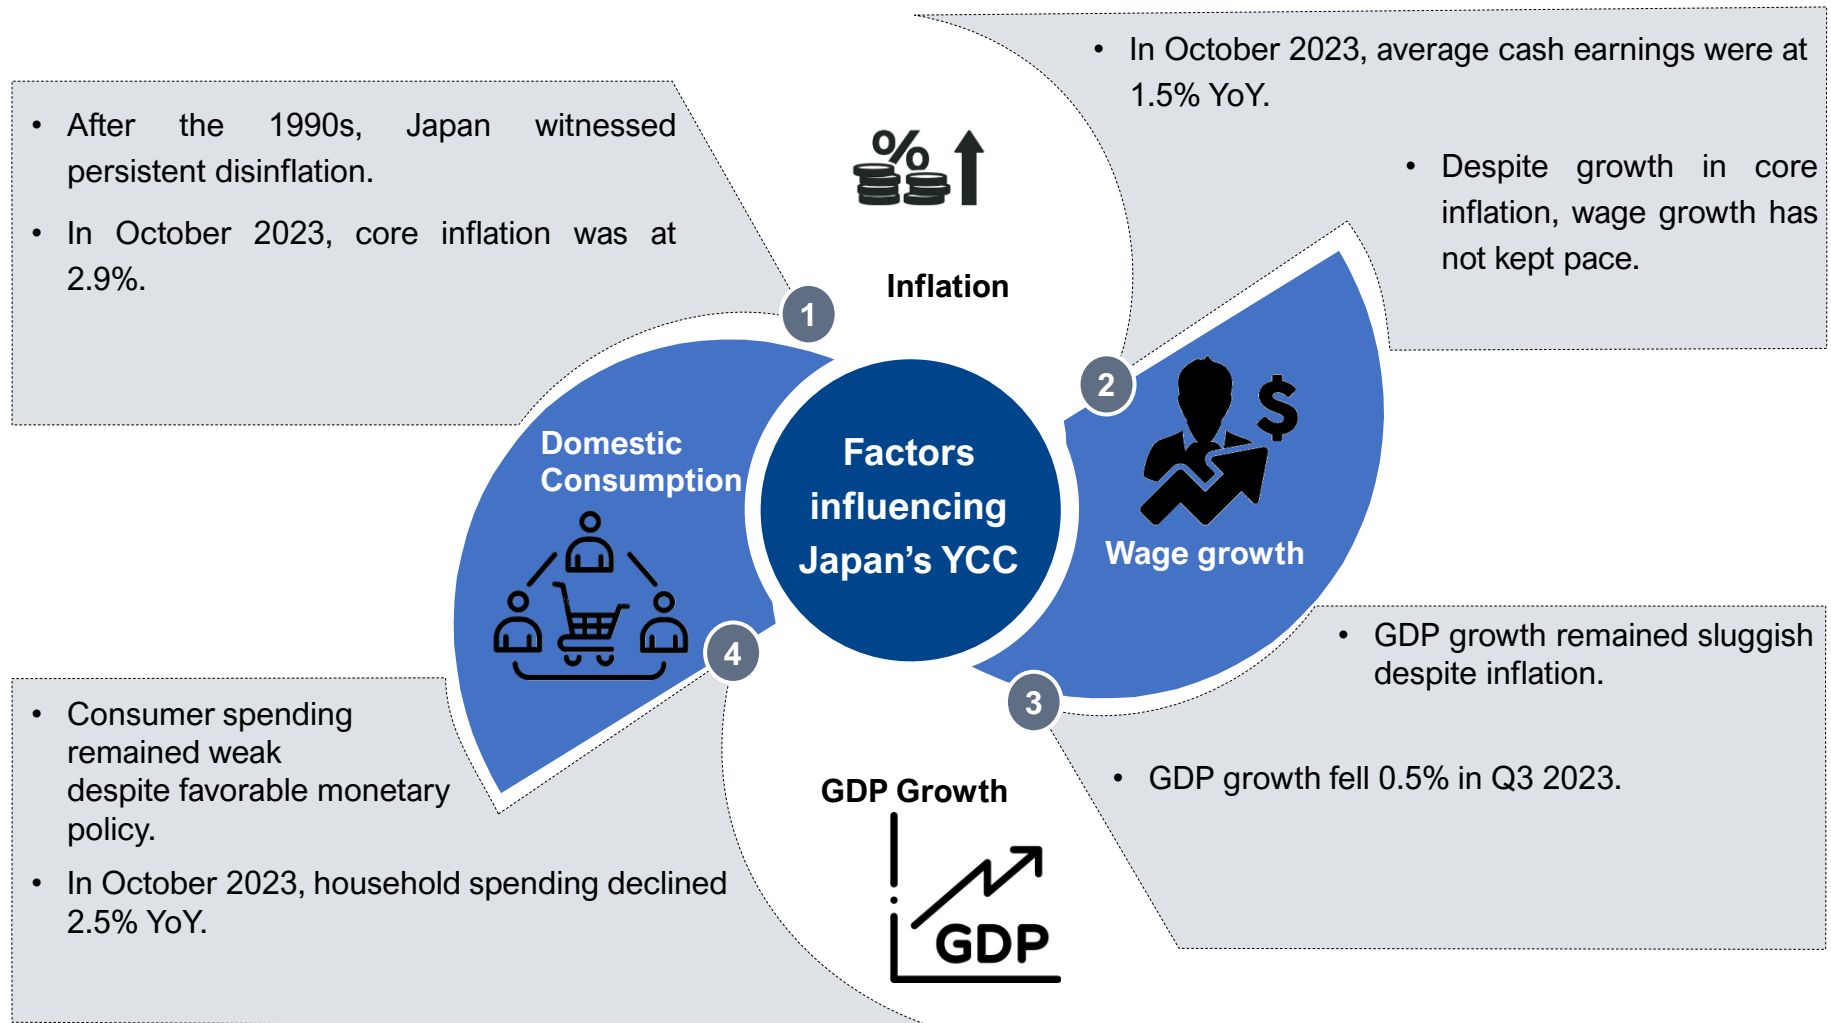 • After the 1990s, Japan witnessed
persistent disinflation.
• In October 2023, core inflation was at
2.9%.
%
Inflation
1
• In October 2023, average cash earnings were at
1.5% YoY.
• Despite growth in core
inflation, wage growth has
not kept pace.
2
$
Wage growth
Factors
influencing
Japan's YCC
Domestic
Consumption
• GDP growth remained sluggish
despite inflation.
• GDP growth fell 0.5% in Q3 2023.
3
GDP Growth
GDP
4
• Consumer spending
remained weak
despite favorable monetary
policy.
• In October 2023, household spending declined
2.5% YoY.